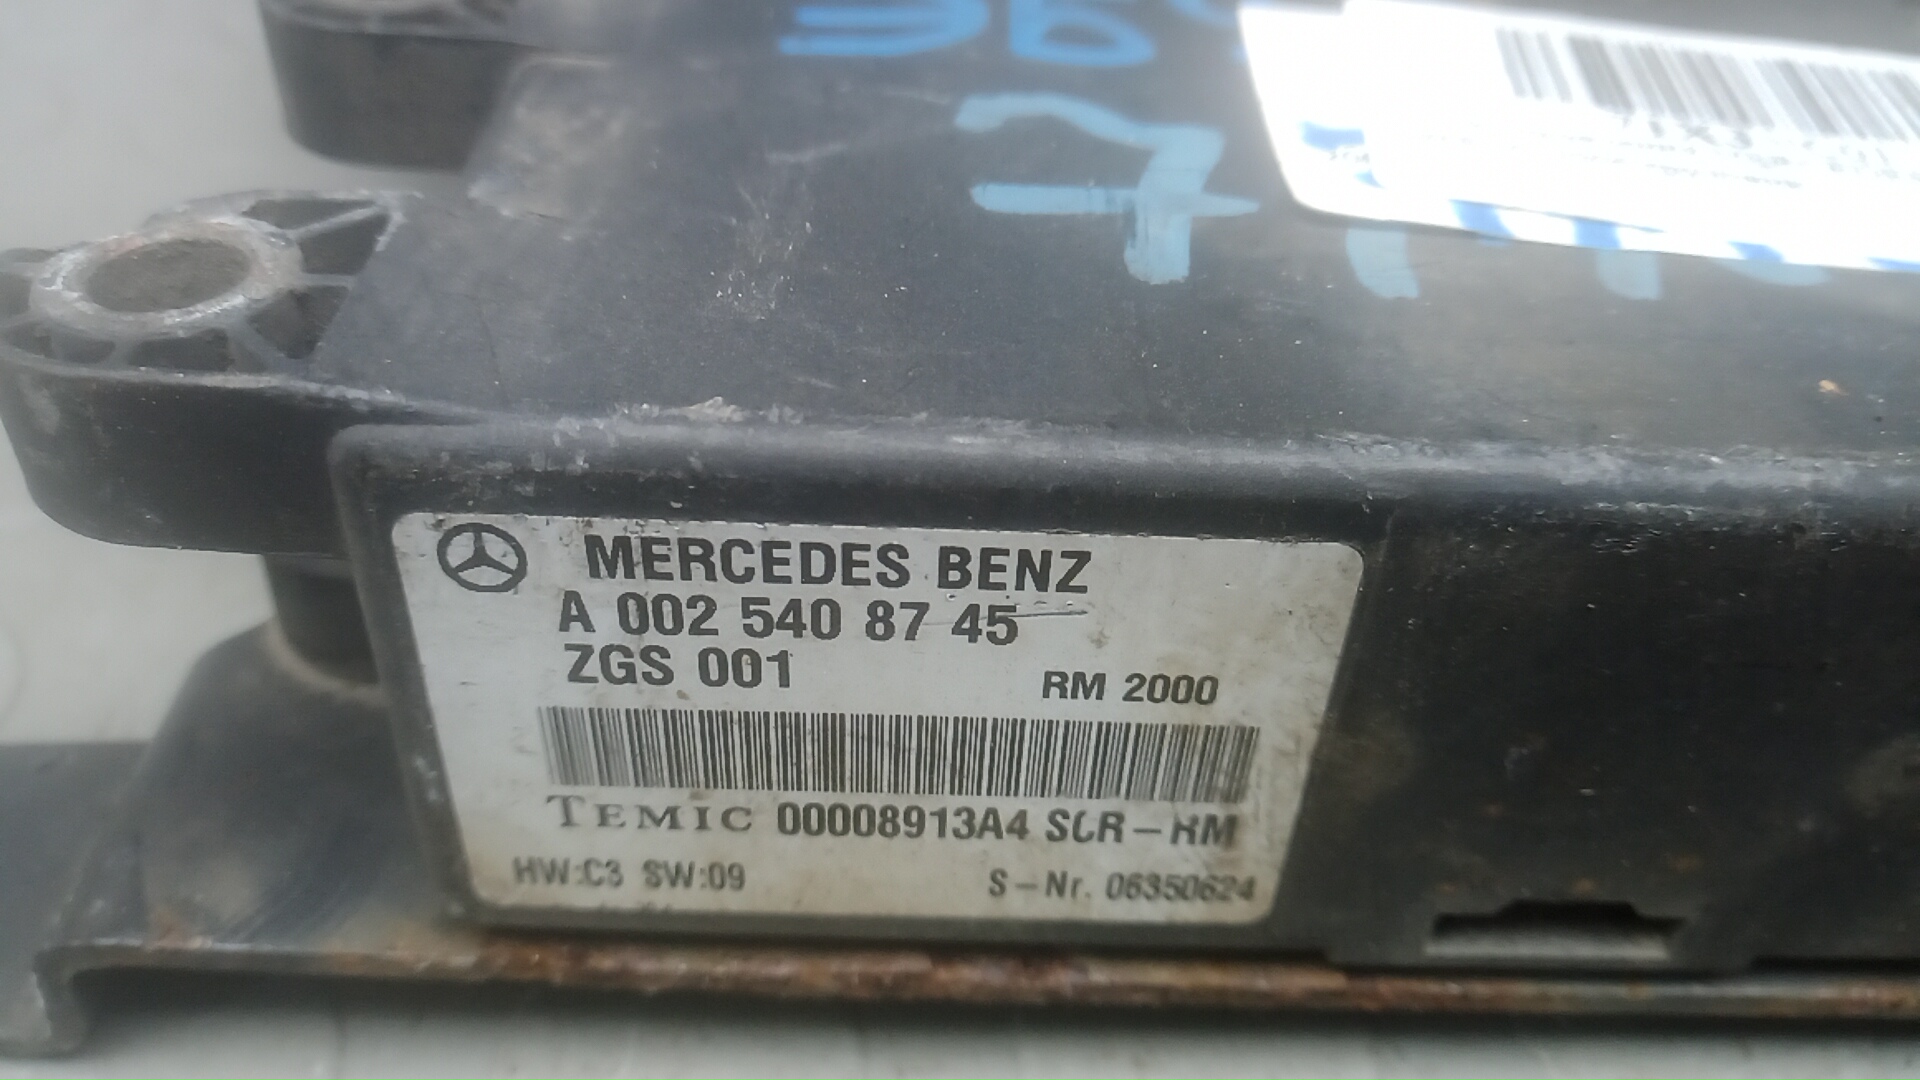 7
MERCEDES BENZ
A 002 540 87 45
ZGS 001
RM 2000
TEMIC 00008913A4 SCR-RM
HW:C3 SW:09
S-Nr. 06350624